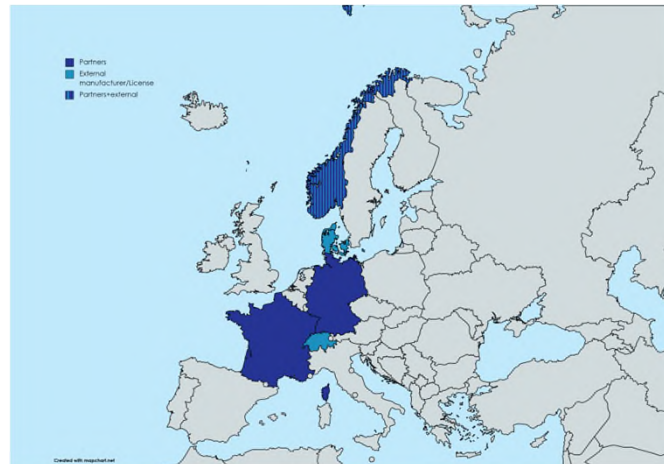 Partners
External
manufacturer/License
Partners+external
Created with mapchart.net